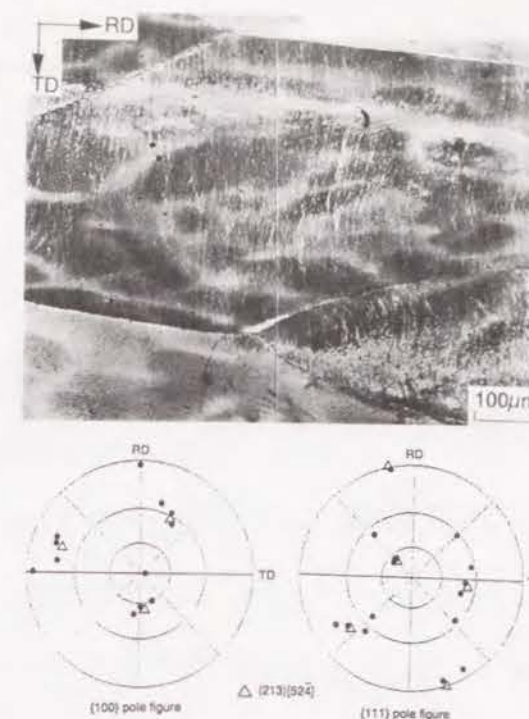 RD
TD
100μm
RD
RD
TD
△ (213)[524̄]
{100} pole figure
{111} pole figure